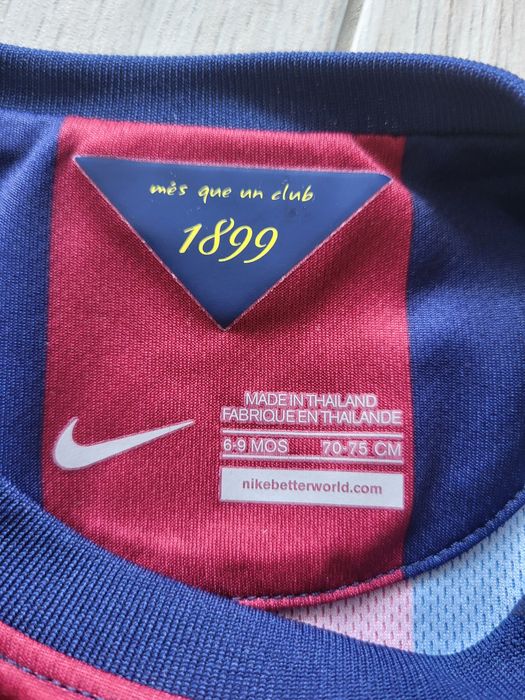 més que un club
1899
MADE IN THAILAND
FABRIQUE EN THAILANDE
6-9 MOS 70-75 CM
nikebetterworld.com